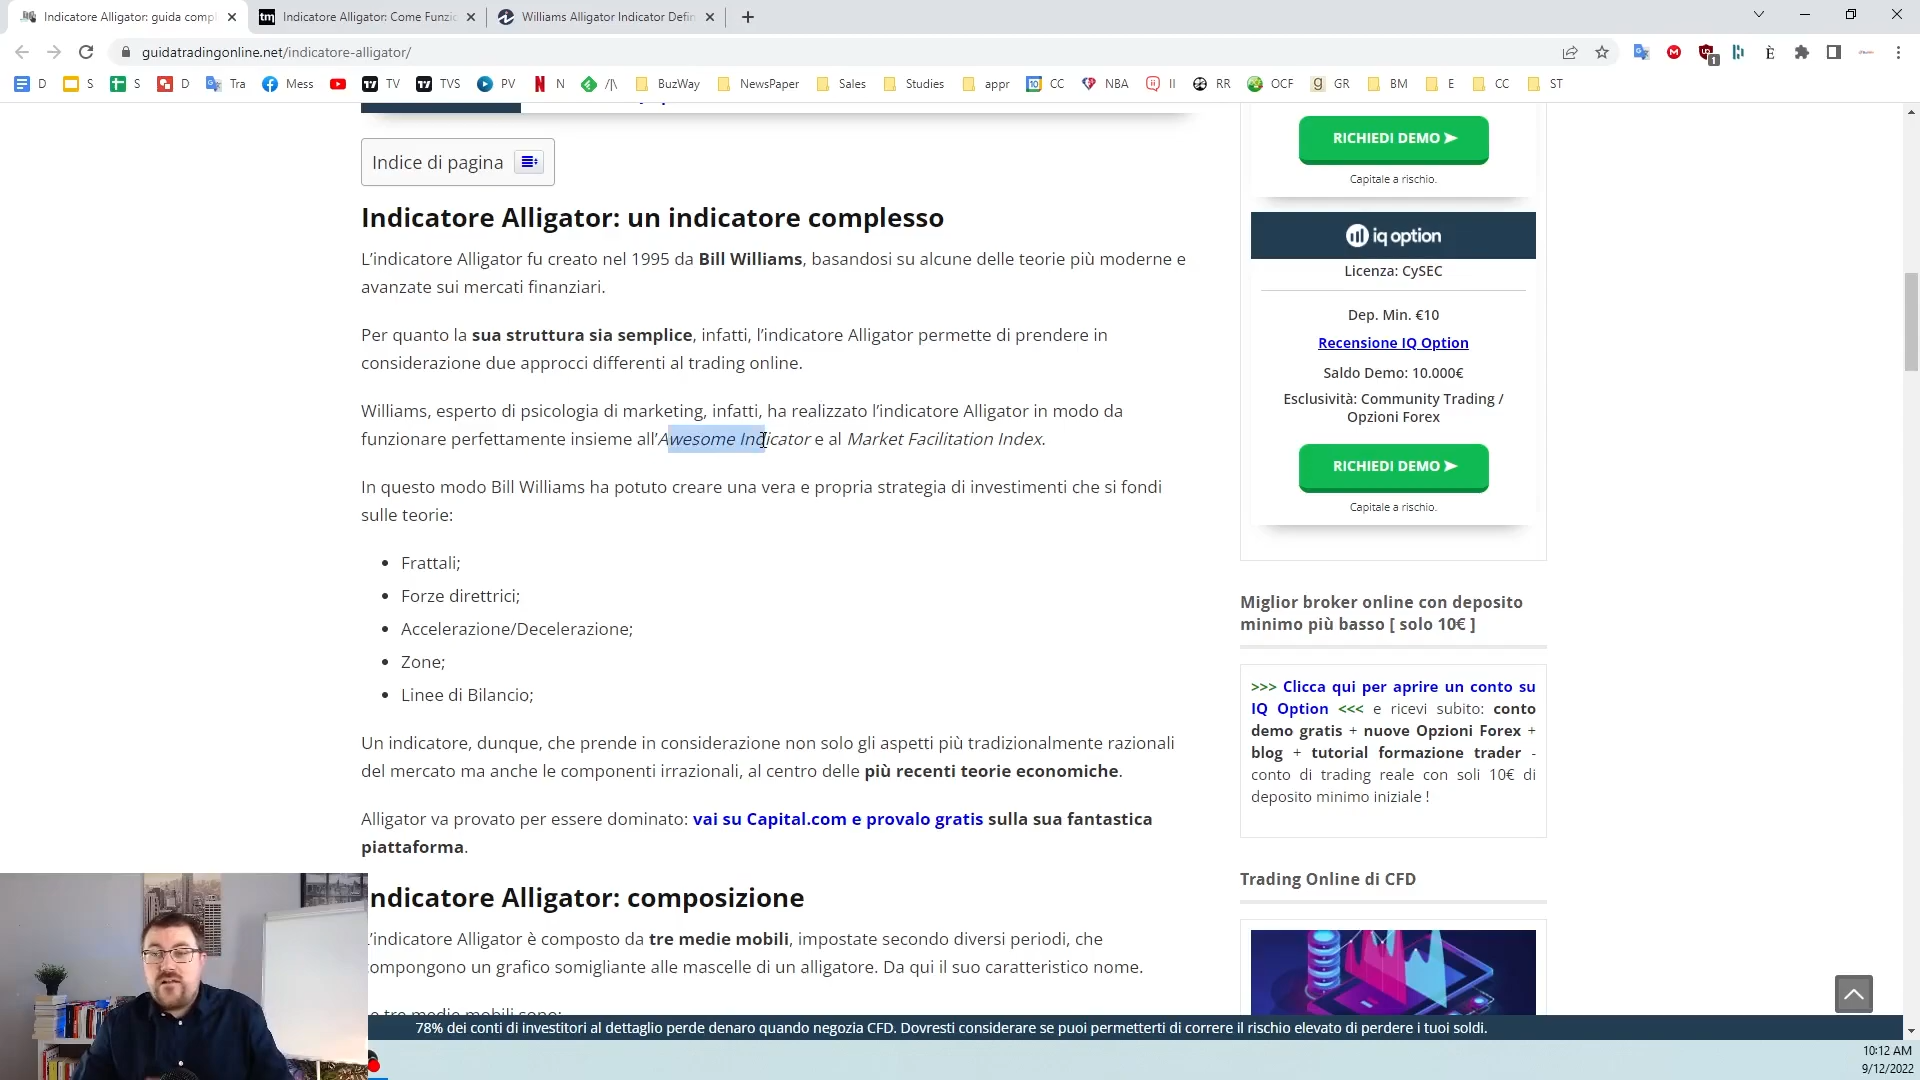 Indicatore Alligator: guida compl
tm
Indicatore Alligator: Come Funzio
Williams Alligator Indicator Defin
guidatradingonline.net/indicatore-alligator/
D
S
S
D
Tra
Mess
TV
TVS
PV
N
/|\
BuzWay
NewsPaper
Sales
Studies
appr
CC
NBA
II
RR
OCF
GR
BM
E
CC
ST
Indice di pagina
Indicatore Alligator: un indicatore complesso
L'indicatore Alligator fu creato nel 1995 da Bill Williams, basandosi su alcune delle teorie più moderne e
avanzate sui mercati finanziari.
Per quanto la sua struttura sia semplice, infatti, l'indicatore Alligator permette di prendere in
considerazione due approcci differenti al trading online.
Williams, esperto di psicologia di marketing, infatti, ha realizzato l'indicatore Alligator in modo da
funzionare perfettamente insieme all'Awesome Indicator e al Market Facilitation Index.
In questo modo Bill Williams ha potuto creare una vera e propria strategia di investimenti che si fondi
sulle teorie:
Frattali;
Forze direttrici;
Accelerazione/Decelerazione;
Zone;
Linee di Bilancio;
Un indicatore, dunque, che prende in considerazione non solo gli aspetti più tradizionalmente razionali
del mercato ma anche le componenti irrazionali, al centro delle più recenti teorie economiche.
Alligator va provato per essere dominato: vai su Capital.com e provalo gratis sulla sua fantastica
piattaforma.
ndicatore Alligator: composizione
'indicatore Alligator è composto da tre medie mobili, impostate secondo diversi periodi, che
ompongono un grafico somigliante alle mascelle di un alligatore. Da qui il suo caratteristico nome.
e tre medie mobili sono:
RICHIEDI DEMO ➤
Capitale a rischio.
iq option
Licenza: CySEC
Dep. Min. €10
Recensione IQ Option
Saldo Demo: 10.000€
Esclusività: Community Trading /
Opzioni Forex
RICHIEDI DEMO ➤
Capitale a rischio.
Miglior broker online con deposito
minimo più basso [ solo 10€ ]
>>> Clicca qui per aprire un conto su
IQ Option <<< e ricevi subito: conto
demo gratis + nuove Opzioni Forex +
blog + tutorial formazione trader -
conto di trading reale con soli 10€ di
deposito minimo iniziale !
Trading Online di CFD
78% dei conti di investitori al dettaglio perde denaro quando negozia CFD. Dovresti considerare se puoi permetterti di correre il rischio elevato di perdere i tuoi soldi.
10:12 AM
9/12/2022